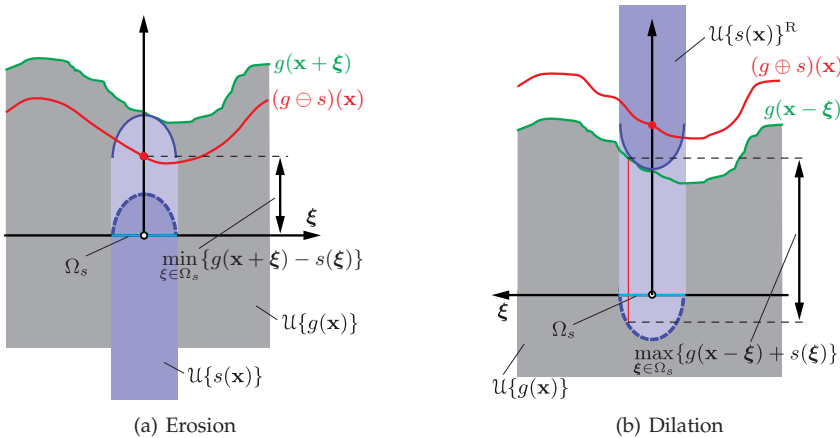 g(x + ξ)
(g ⊖ s)(x)
ξ
Ω_s
min_{ξ∈Ω_s}{g(x + ξ) − s(ξ)}
𝒰{g(x)}
𝒰{s(x)}
(a) Erosion
𝒰{s(x)}^R
(g ⊕ s)(x)
g(x − ξ)
ξ
Ω_s
max_{ξ∈Ω_s}{g(x − ξ) + s(ξ)}
𝒰{g(x)}
(b) Dilation